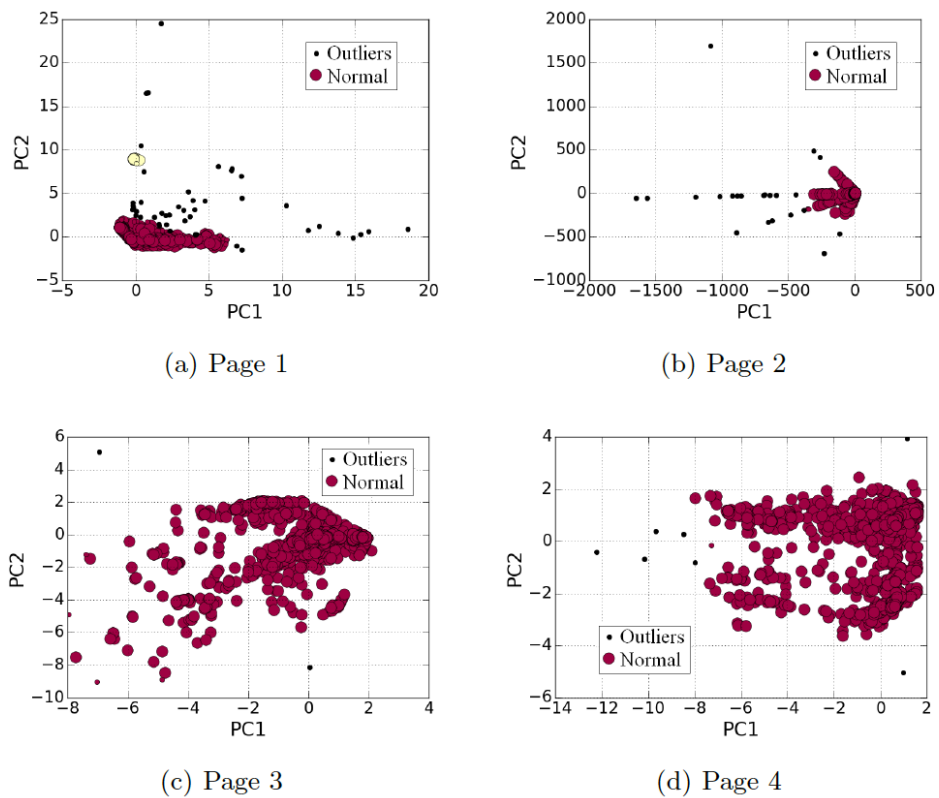 25
20
15
10
5
0
−5
−5 0 5 10 15 20
PC2
PC1
Outliers
Normal
(a) Page 1
2000
1500
1000
500
0
−500
−1000
−2000 −1500 −1000 −500 0 500
PC2
PC1
Outliers
Normal
(b) Page 2
6
4
2
0
−2
−4
−6
−8
−10
−8 −6 −4 −2 0 2 4
PC2
PC1
Outliers
Normal
(c) Page 3
4
2
0
−2
−4
−6
−14 −12 −10 −8 −6 −4 −2 0 2
PC2
PC1
Outliers
Normal
(d) Page 4